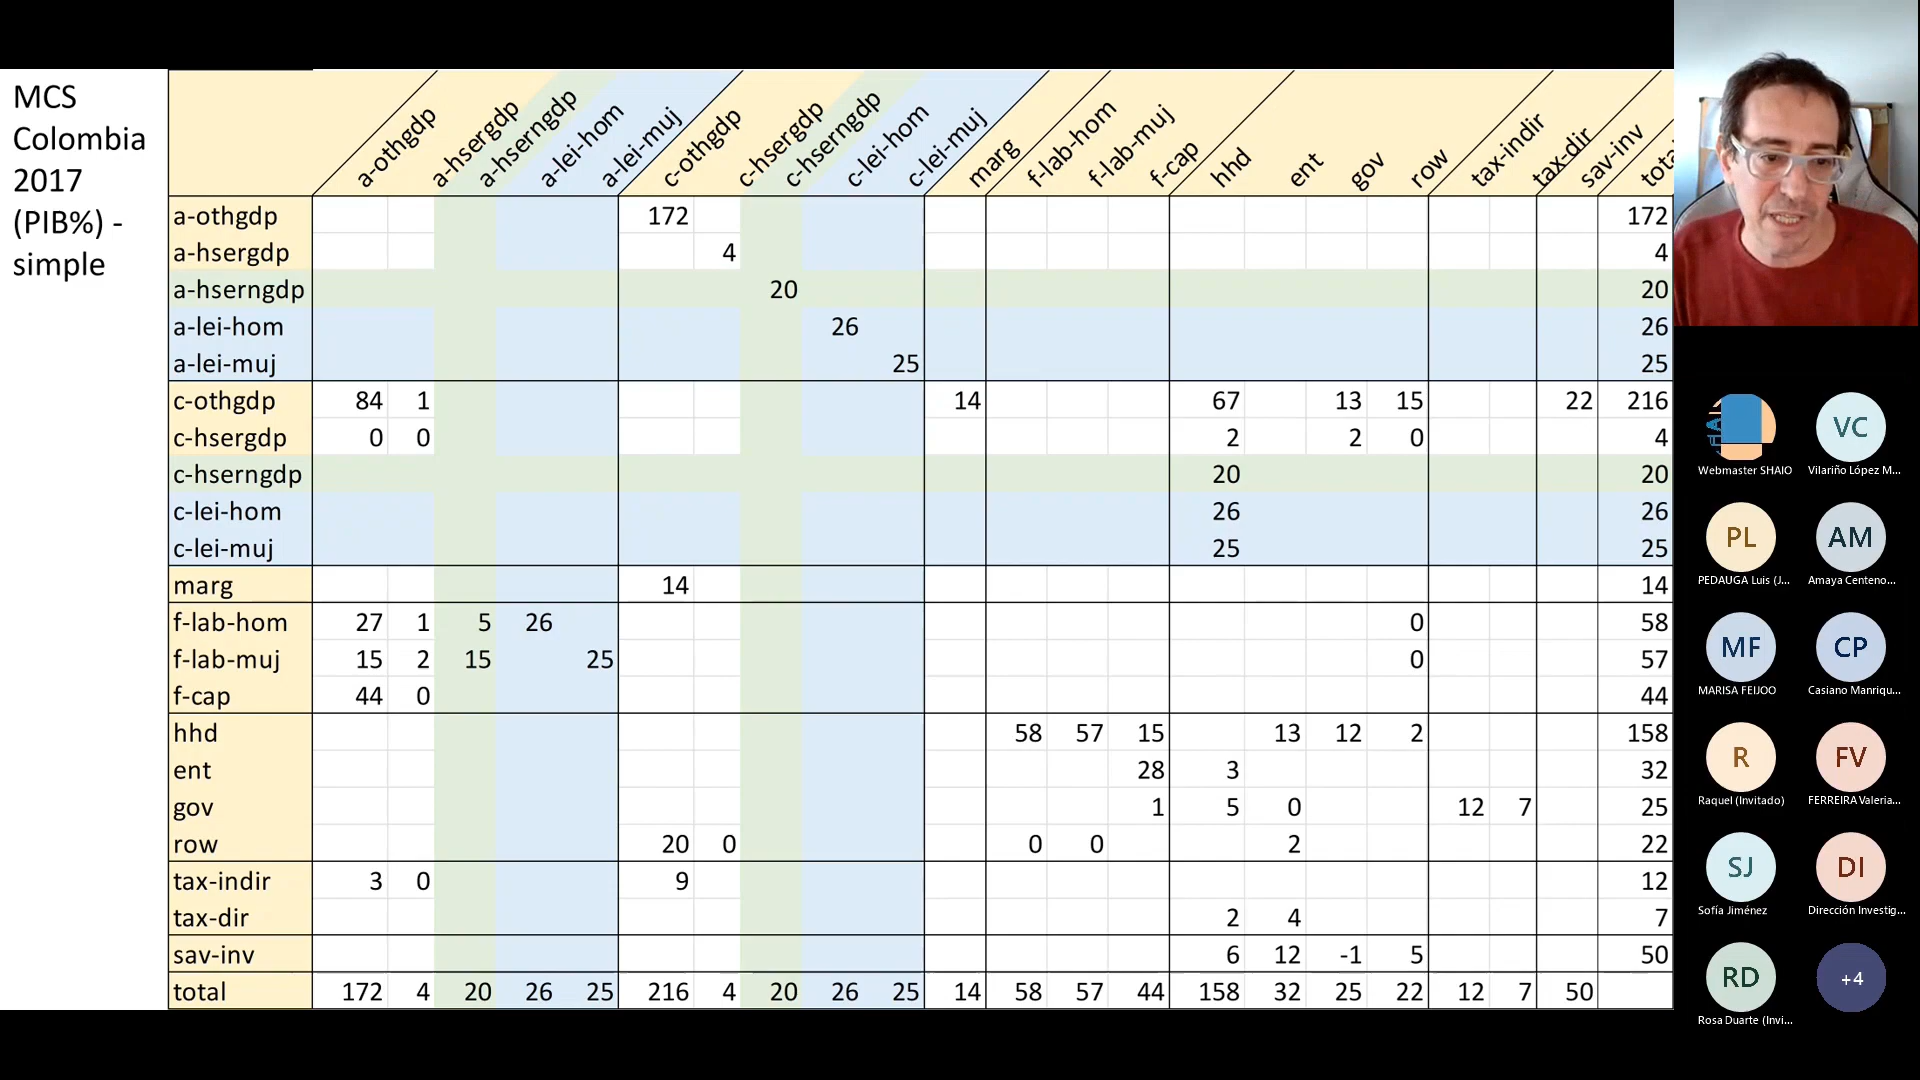 MCS
Colombia
2017
(PIB%) -
simple
a-othgdp a-hsergdp a-hserngdp a-lei-hom a-lei-muj c-othgdp c-hsergdp c-hserngdp c-lei-hom c-lei-muj marg f-lab-hom f-lab-muj f-cap hhd ent gov row tax-indir tax-dir sav-inv tota
a-othgdp 172 172
a-hsergdp 4 4
a-hserngdp 20 20
a-lei-hom 26 26
a-lei-muj 25 25
c-othgdp 84 1 14 67 13 15 22 216
c-hsergdp 0 0 2 2 0 4
c-hserngdp 20 20
c-lei-hom 26 26
c-lei-muj 25 25
marg 14 14
f-lab-hom 27 1 5 26 0 58
f-lab-muj 15 2 15 25 0 57
f-cap 44 0 44
hhd 58 57 15 13 12 2 158
ent 28 3 32
gov 1 5 0 12 7 25
row 20 0 0 0 2 22
tax-indir 3 0 9 12
tax-dir 2 4 7
sav-inv 6 12 -1 5 50
total 172 4 20 26 25 216 4 20 26 25 14 58 57 44 158 32 25 22 12 7 50
VC
Webmaster SHAIO Vilariño López M...
PL AM
PEDAUGA Luis (J... Amaya Centeno...
MF CP
MARISA FEIJOO Casiano Manriqu...
R FV
Raquel (Invitado) FERREIRA Valeria...
SJ DI
Sofía Jiménez Dirección Investig...
RD +4
Rosa Duarte (Invi...